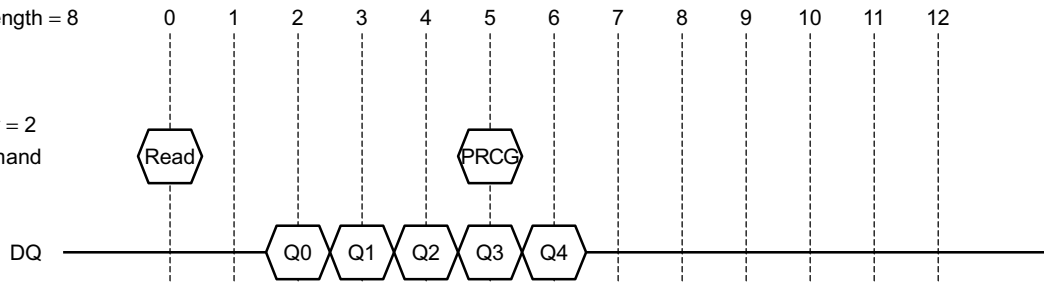 ength = 8 0 1 2 3 4 5 6 7 8 9 10 11 12
= 2
mand Read PRCG
DQ Q0 Q1 Q2 Q3 Q4